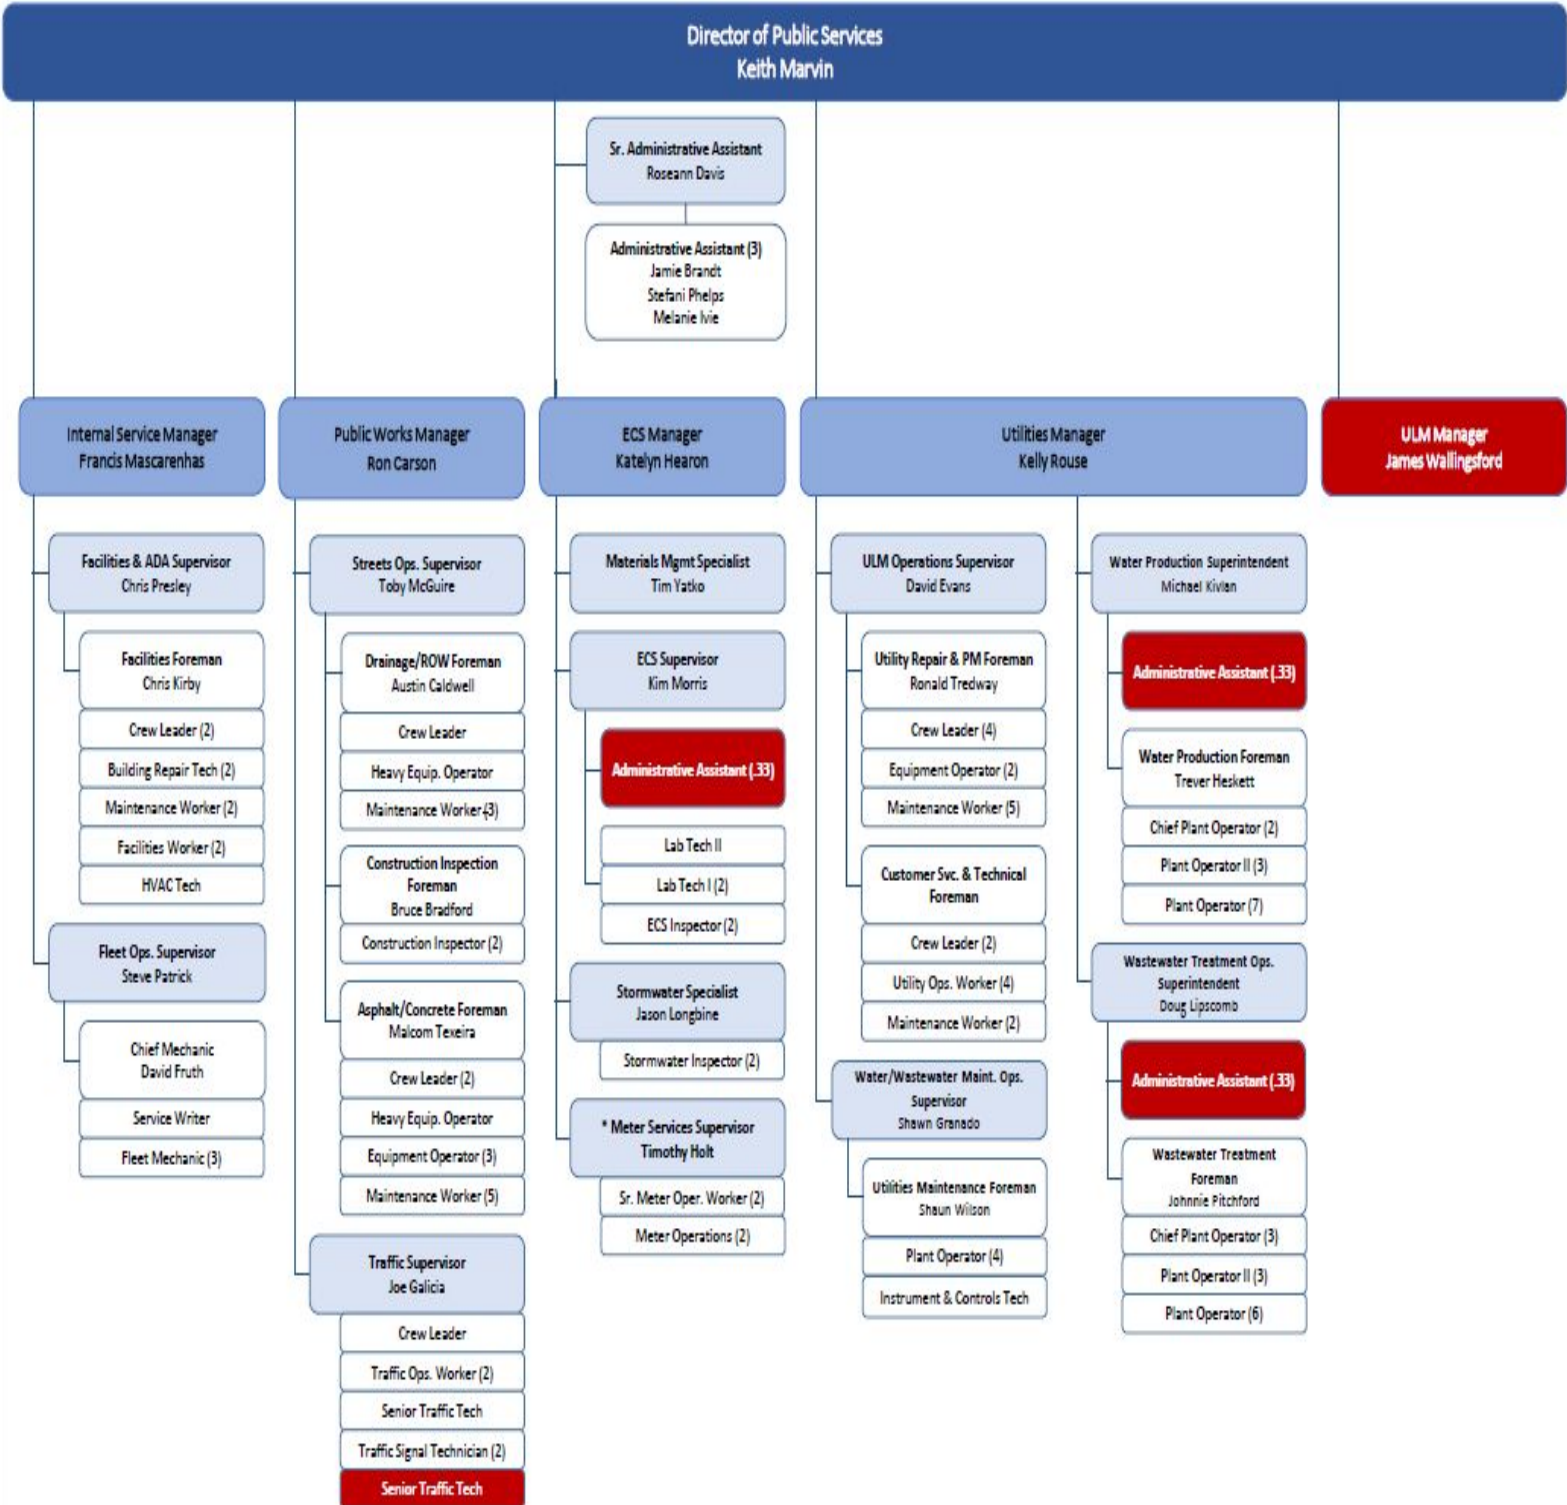 Director of Public Services
Keith Marvin
Sr. Administrative Assistant
Roseann Davis
Administrative Assistant (3)
Jamie Brandt
Stefani Phelps
Melanie Ivie
Internal Service Manager
Francis Mascarenhas
Facilities & ADA Supervisor
Chris Presley
Facilities Foreman
Chris Kirby
Crew Leader (2)
Building Repair Tech (2)
Maintenance Worker (2)
Facilities Worker (2)
HVAC Tech
Fleet Ops. Supervisor
Steve Patrick
Chief Mechanic
David Fruth
Service Writer
Fleet Mechanic (3)
Public Works Manager
Ron Carson
Streets Ops. Supervisor
Toby McGuire
Drainage/ROW Foreman
Austin Caldwell
Crew Leader
Heavy Equip. Operator
Maintenance Worker (3)
Construction Inspection
Foreman
Bruce Bradford
Construction Inspector (2)
Asphalt/Concrete Foreman
Malcom Texeira
Crew Leader (2)
Heavy Equip. Operator
Equipment Operator (3)
Maintenance Worker (5)
Traffic Supervisor
Joe Galicia
Crew Leader
Traffic Ops. Worker (2)
Senior Traffic Tech
Traffic Signal Technician (2)
Senior Traffic Tech
ECS Manager
Katelyn Hearon
Materials Mgmt Specialist
Tim Yatko
ECS Supervisor
Kim Morris
Administrative Assistant (.33)
Lab Tech II
Lab Tech I (2)
ECS Inspector (2)
Stormwater Specialist
Jason Longbine
Stormwater Inspector (2)
* Meter Services Supervisor
Timothy Holt
Sr. Meter Oper. Worker (2)
Meter Operations (2)
Utilities Manager
Kelly Rouse
ULM Operations Supervisor
David Evans
Utility Repair & PM Foreman
Ronald Tredway
Crew Leader (4)
Equipment Operator (2)
Maintenance Worker (5)
Customer Svc. & Technical
Foreman
Crew Leader (2)
Utility Ops. Worker (4)
Maintenance Worker (2)
Water/Wastewater Maint. Ops.
Supervisor
Shawn Granado
Utilities Maintenance Foreman
Shaun Wilson
Plant Operator (4)
Instrument & Controls Tech
Water Production Superintendent
Michael Kivlan
Administrative Assistant (.33)
Water Production Foreman
Trever Heskett
Chief Plant Operator (2)
Plant Operator II (3)
Plant Operator (7)
Wastewater Treatment Ops.
Superintendent
Doug Lipscomb
Administrative Assistant (.33)
Wastewater Treatment
Foreman
Johnnie Pitchford
Chief Plant Operator (3)
Plant Operator II (3)
Plant Operator (6)
ULM Manager
James Wallingsford